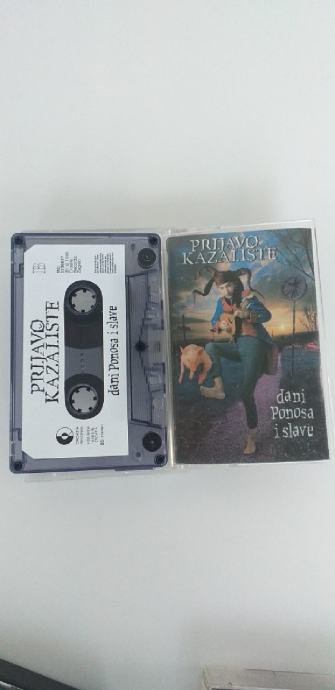 PRLJAVO
KAZALIŠTE
dani Ponosa i slave
PRLJAVO
KAZALIŠTE
dani
Ponosa
i slave